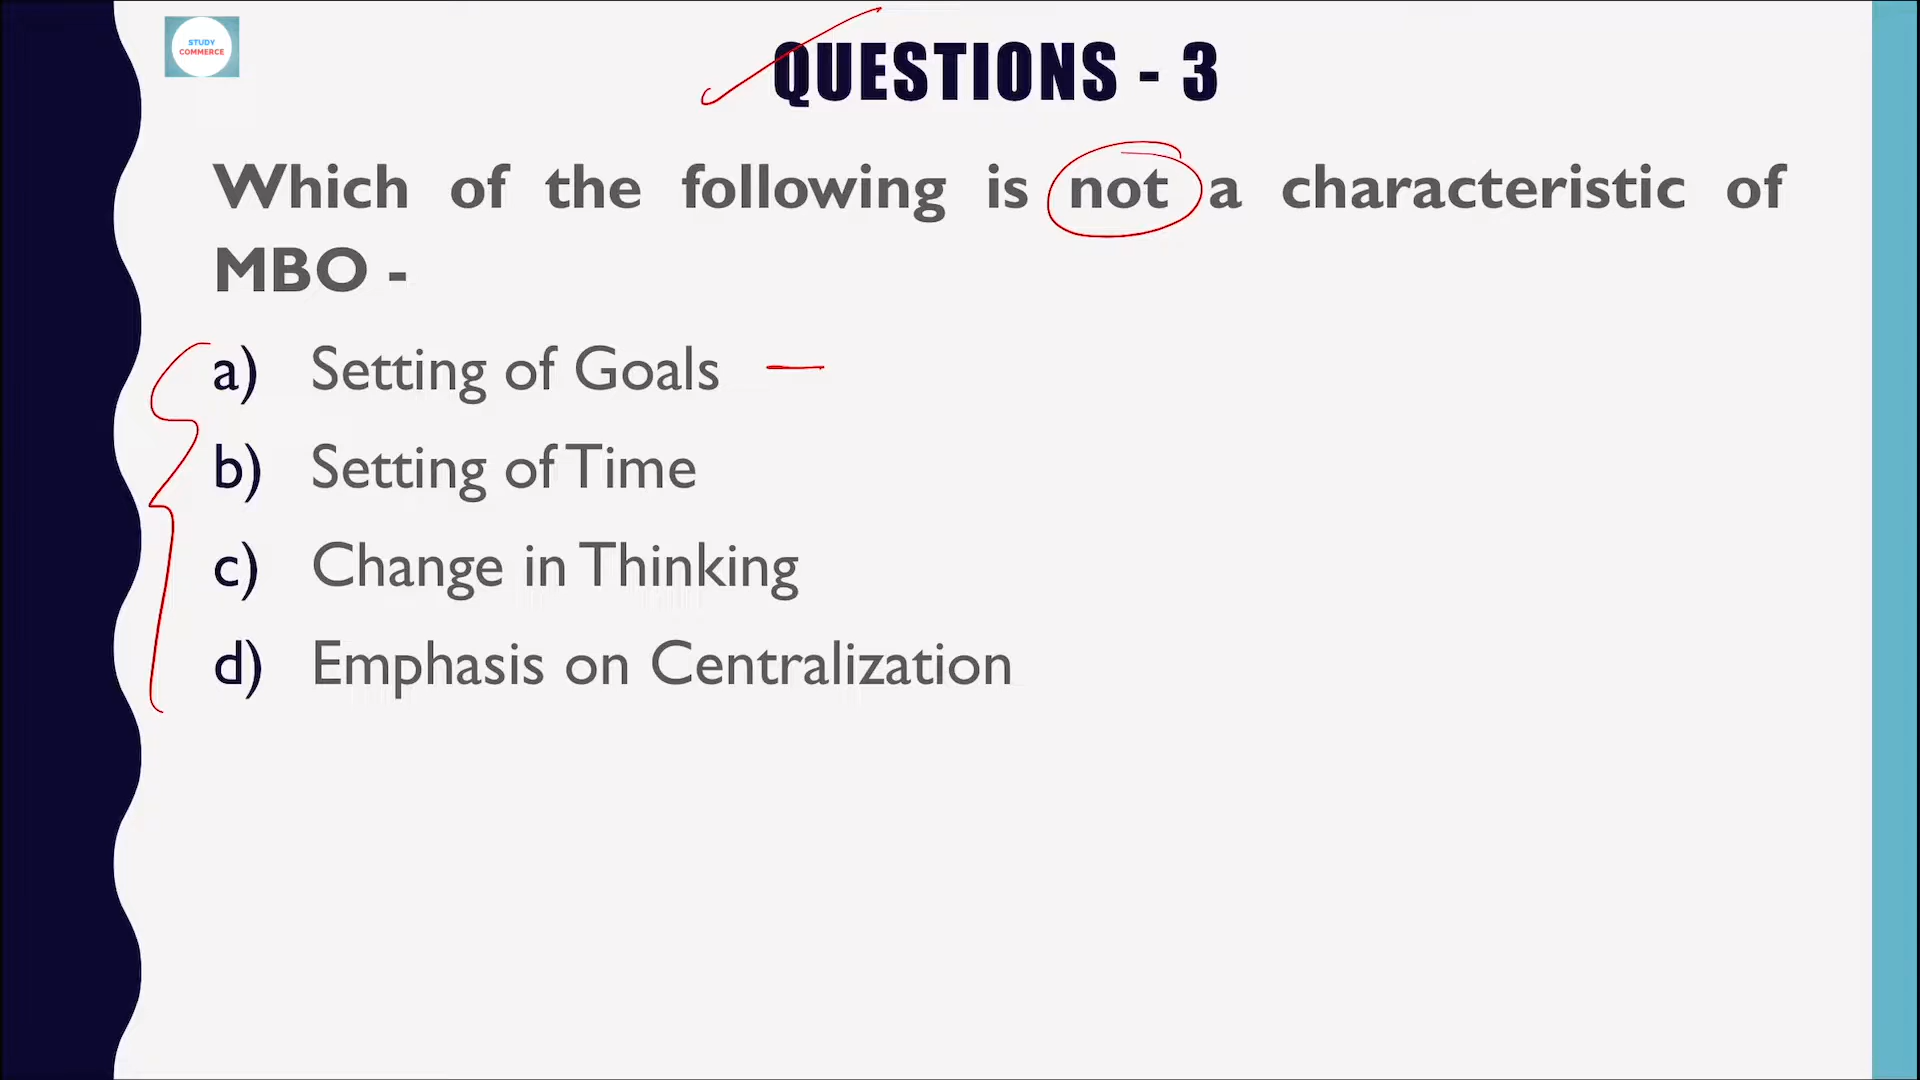 STUDY
COMMERCE
QUESTIONS - 3
Which of the following is not a characteristic of
MBO -
a) Setting of Goals
b) Setting of Time
c) Change in Thinking
d) Emphasis on Centralization